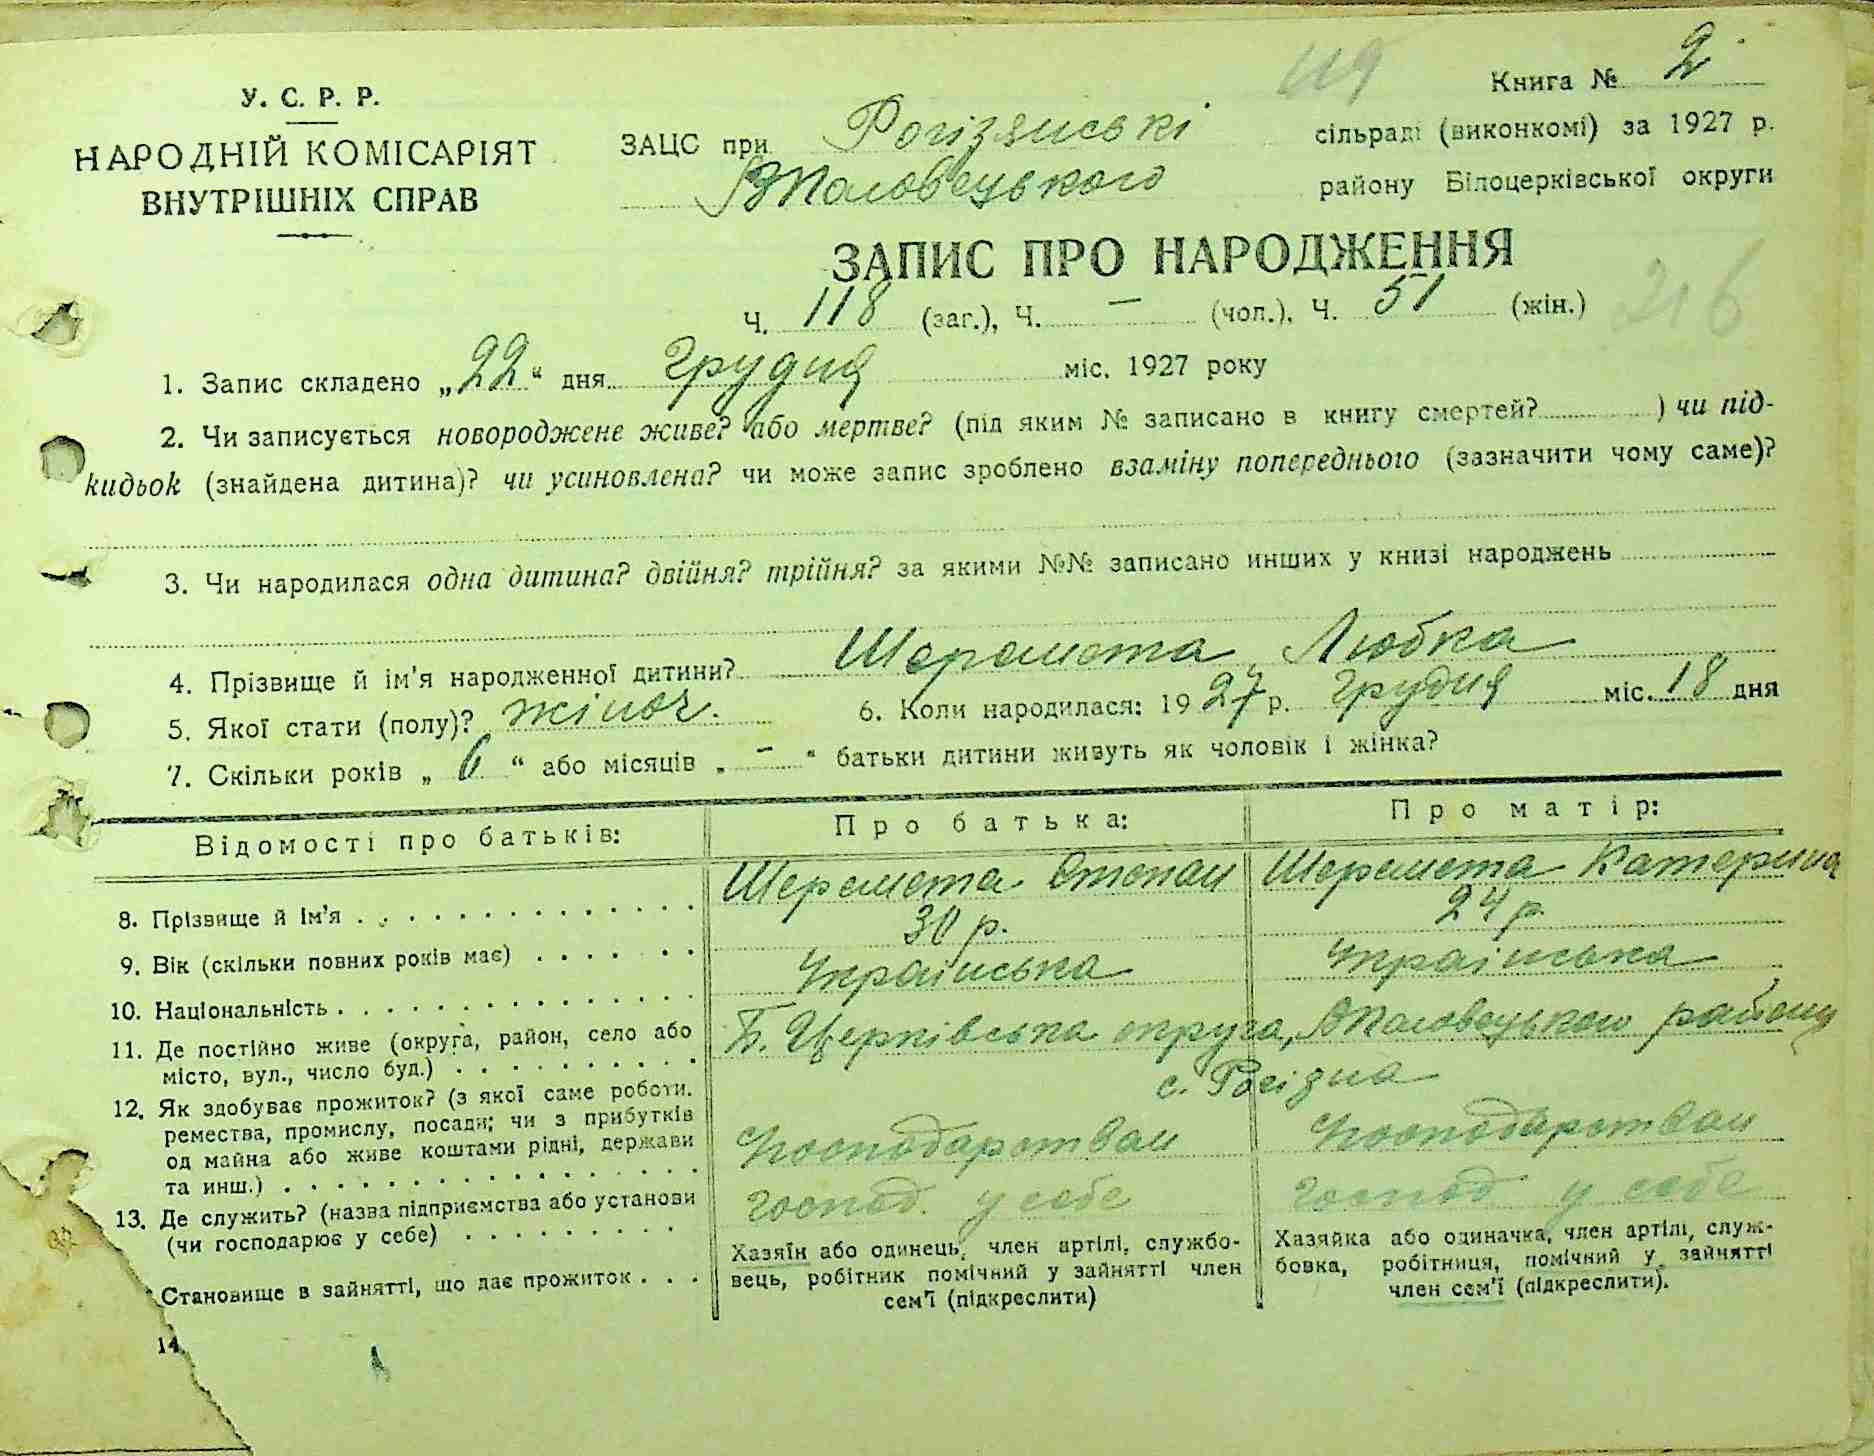 У. С. Р. Р.
НАРОДНІЙ КОМІСАРІЯТ
ВНУТРІШНІХ СПРАВ
119
Книга № 2
ЗАЦС при Рогізянські сільраді (виконкомі) за 1927 р.
району Білоцерківської округи
ЗАПИС ПРО НАРОДЖЕННЯ
Ч. 118 (заг.), Ч. — (чол.), Ч. 51 (жін.)
216
1. Запис складено „22“ дня Грудня міс. 1927 року
2. Чи записується новороджене живе? або мертве? (під яким № записано в книгу смертей? ) чи під-
кидьок (знайдена дитина)? чи усиновлена? чи може запис зроблено взаміну попереднього (зазначити чому саме)?
3. Чи народилася одна дитина? двійня? трійня? за якими №№ записано инших у книзі народжень
4. Прізвище й ім'я народженної дитини? Шеремета Любка
5. Якої стати (полу)? жіноч. 6. Коли народилася: 1927 р. Грудня міс. 18 дня
7. Скільки років „ 6 “ або місяців „ — “ батьки дитини живуть як чоловік і жінка?
Відомості про батьків: Про батька: Про матір:
8. Прізвище й ім'я Шеремета Степан Шеремета Катерина
9. Вік (скільки повних років має) 30 р. 24 р.
10. Національність Українська Українська
11. Де постійно живе (округа, район, село або
місто, вул., число буд.)
Б. Церківська округа, району
с. Рогізна
12. Як здобуває прожиток? (з якої саме роботи.
ремества, промислу, посади; чи з прибутків
од майна або живе коштами рідні, держави
та инш.)
Господарством Господарством
13. Де служить? (назва підприємства або установи
(чи господарює у себе)
господ. у себе господ у себе
Становище в зайнятті, що дає прожиток
Хазяїн або одинець, член артілі, службо-
вець, робітник помічний у зайнятті член
сем'ї (підкреслити)
Хазяйка або одиначка, член артілі, служ-
бовка, робітниця, помічний у зайнятті
член сем'ї (підкреслити).
14.